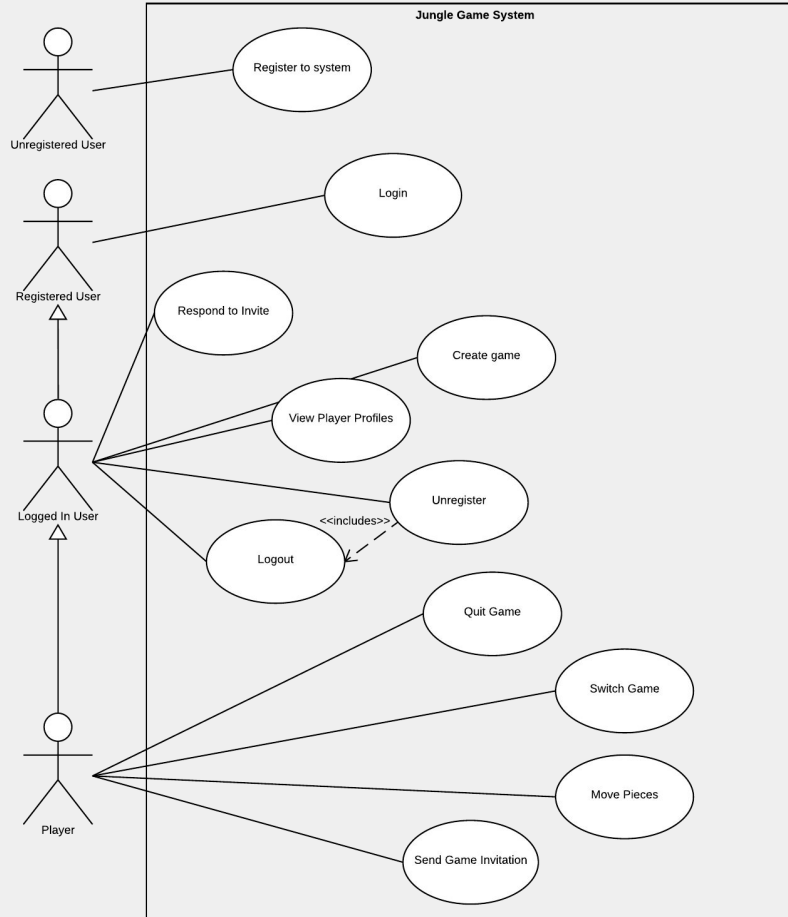 Jungle Game System
Register to system
Unregistered User
Login
Registered User
Respond to Invite
Create game
View Player Profiles
Unregister
Logged In User
<<includes>>
Logout
Quit Game
Switch Game
Move Pieces
Player
Send Game Invitation